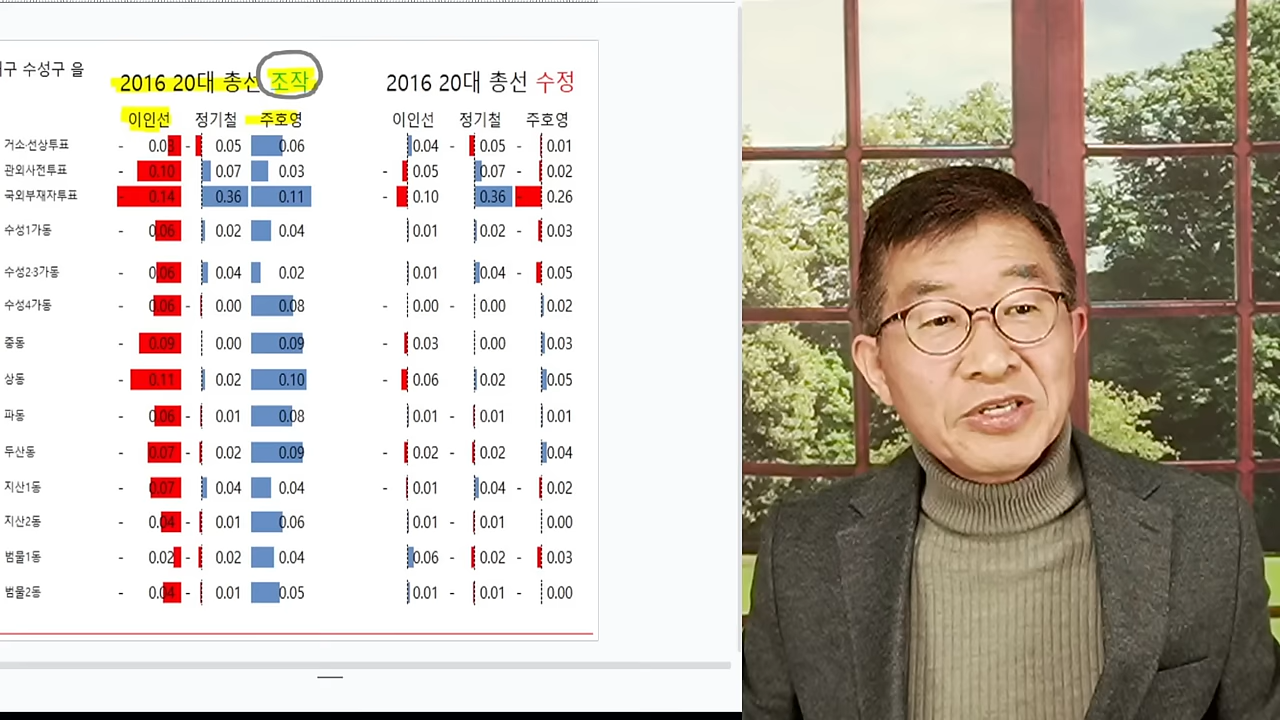 구 수성구 을
2016 20대 총선 조작 2016 20대 총선 수정
이인선 정기철 주호영 이인선 정기철 주호영
거소·선상투표 - 0.03 - 0.05 0.06 0.04 - 0.05 - 0.01
관외사전투표 - 0.10 0.07 0.03 - 0.05 0.07 - 0.02
국외부재자투표 - 0.14 0.36 0.11 - 0.10 0.36 - 0.26
수성1가동 - 0.06 0.02 0.04 0.01 0.02 - 0.03
수성2·3가동 - 0.06 0.04 0.02 0.01 0.04 - 0.05
수성4가동 - 0.06 - 0.00 0.08 - 0.00 - 0.00 0.02
중동 - 0.09 0.00 0.09 - 0.03 0.00 0.03
상동 - 0.11 0.02 0.10 - 0.06 0.02 0.05
파동 - 0.06 - 0.01 0.08 0.01 - 0.01 0.01
두산동 - 0.07 - 0.02 0.09 - 0.02 - 0.02 0.04
지산1동 - 0.07 0.04 0.04 - 0.01 0.04 - 0.02
지산2동 - 0.04 - 0.01 0.06 0.01 - 0.01 0.00
범물1동 - 0.02 - 0.02 0.04 0.06 - 0.02 - 0.03
범물2동 - 0.04 - 0.01 0.05 0.01 - 0.01 - 0.00